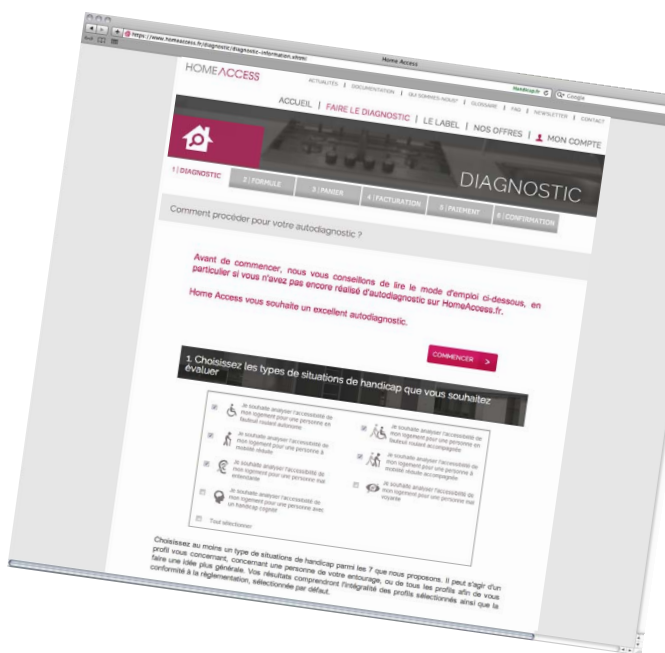 Home Access
https://www.homeaccess.fr/diagnostic/diagnostic-information.xhtml
Handicap.fr
Google
HOMEACCESS
ACTUALITÉS | DOCUMENTATION | QUI SOMMES-NOUS? | GLOSSAIRE | FAQ | NEWSLETTER | CONTACT
ACCUEIL | FAIRE LE DIAGNOSTIC | LE LABEL | NOS OFFRES | MON COMPTE
DIAGNOSTIC
1 | DIAGNOSTIC
2 | FORMULE
3 | PANIER
4 | FACTURATION
5 | PAIEMENT
6 | CONFIRMATION
Comment procéder pour votre autodiagnostic ?
Avant de commencer, nous vous conseillons de lire le mode d'emploi ci-dessous, en
particulier si vous n'avez pas encore réalisé d'autodiagnostic sur HomeAccess.fr.
Home Access vous souhaite un excellent autodiagnostic.
COMMENCER >
1. Choisissez les types de situations de handicap que vous souhaitez
évaluer
Je souhaite analyser l'accessibilité de
mon logement pour une personne en
fauteuil roulant autonome
Je souhaite analyser l'accessibilité de
mon logement pour une personne en
fauteuil roulant accompagnée
Je souhaite analyser l'accessibilité de
mon logement pour une personne à
mobilité réduite
Je souhaite analyser l'accessibilité de
mon logement pour une personne à
mobilité réduite accompagnée
Je souhaite analyser l'accessibilité de
mon logement pour une personne mal
entendante
Je souhaite analyser l'accessibilité de
mon logement pour une personne mal
voyante
Je souhaite analyser l'accessibilité de
mon logement pour une personne avec
un handicap cognitif
Tout sélectionner
Choisissez au moins un type de situations de handicap parmi les 7 que nous proposons. Il peut s'agir d'un
profil vous concernant, concernant une personne de votre entourage, ou de tous les profils afin de vous
faire une idée plus générale. Vos résultats comprendront l'intégralité des profils sélectionnés ainsi que la
conformité à la réglementation, sélectionnée par défaut.